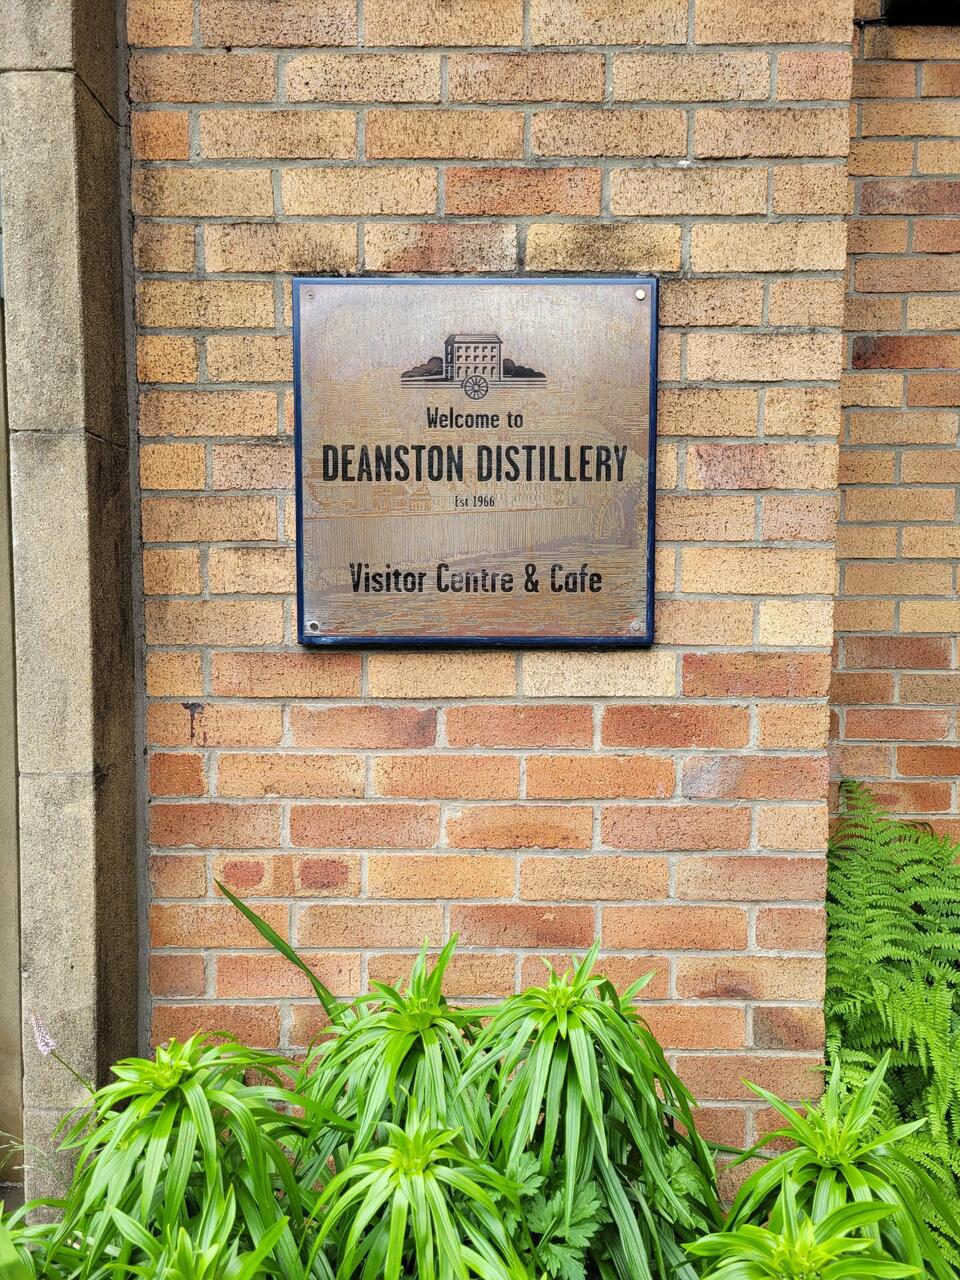 Welcome to
DEANSTON DISTILLERY
Est 1966
Visitor Centre & Cafe